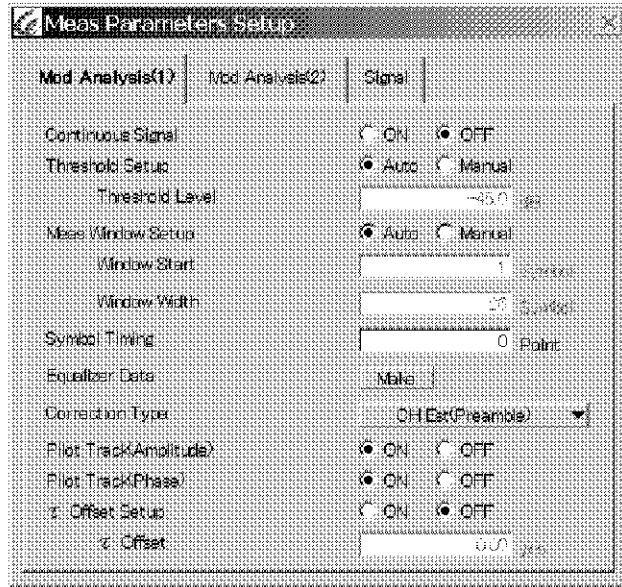 Meas Parameters Setup
Mod Analysis(1) Mod Analysis(2) Signal
Continuous Signal ON OFF
Threshold Setup Auto Manual
Threshold Level -45.0
Meas Window Setup Auto Manual
Window Start 1
Window Width Symbol
Symbol Timing 0 Point
Equalizer Data Make
Correction Type CH Est(Preamble)
Pilot Track(Amplitude) ON OFF
Pilot Track(Phase) ON OFF
τ Offset Setup ON OFF
τ Offset 0.00